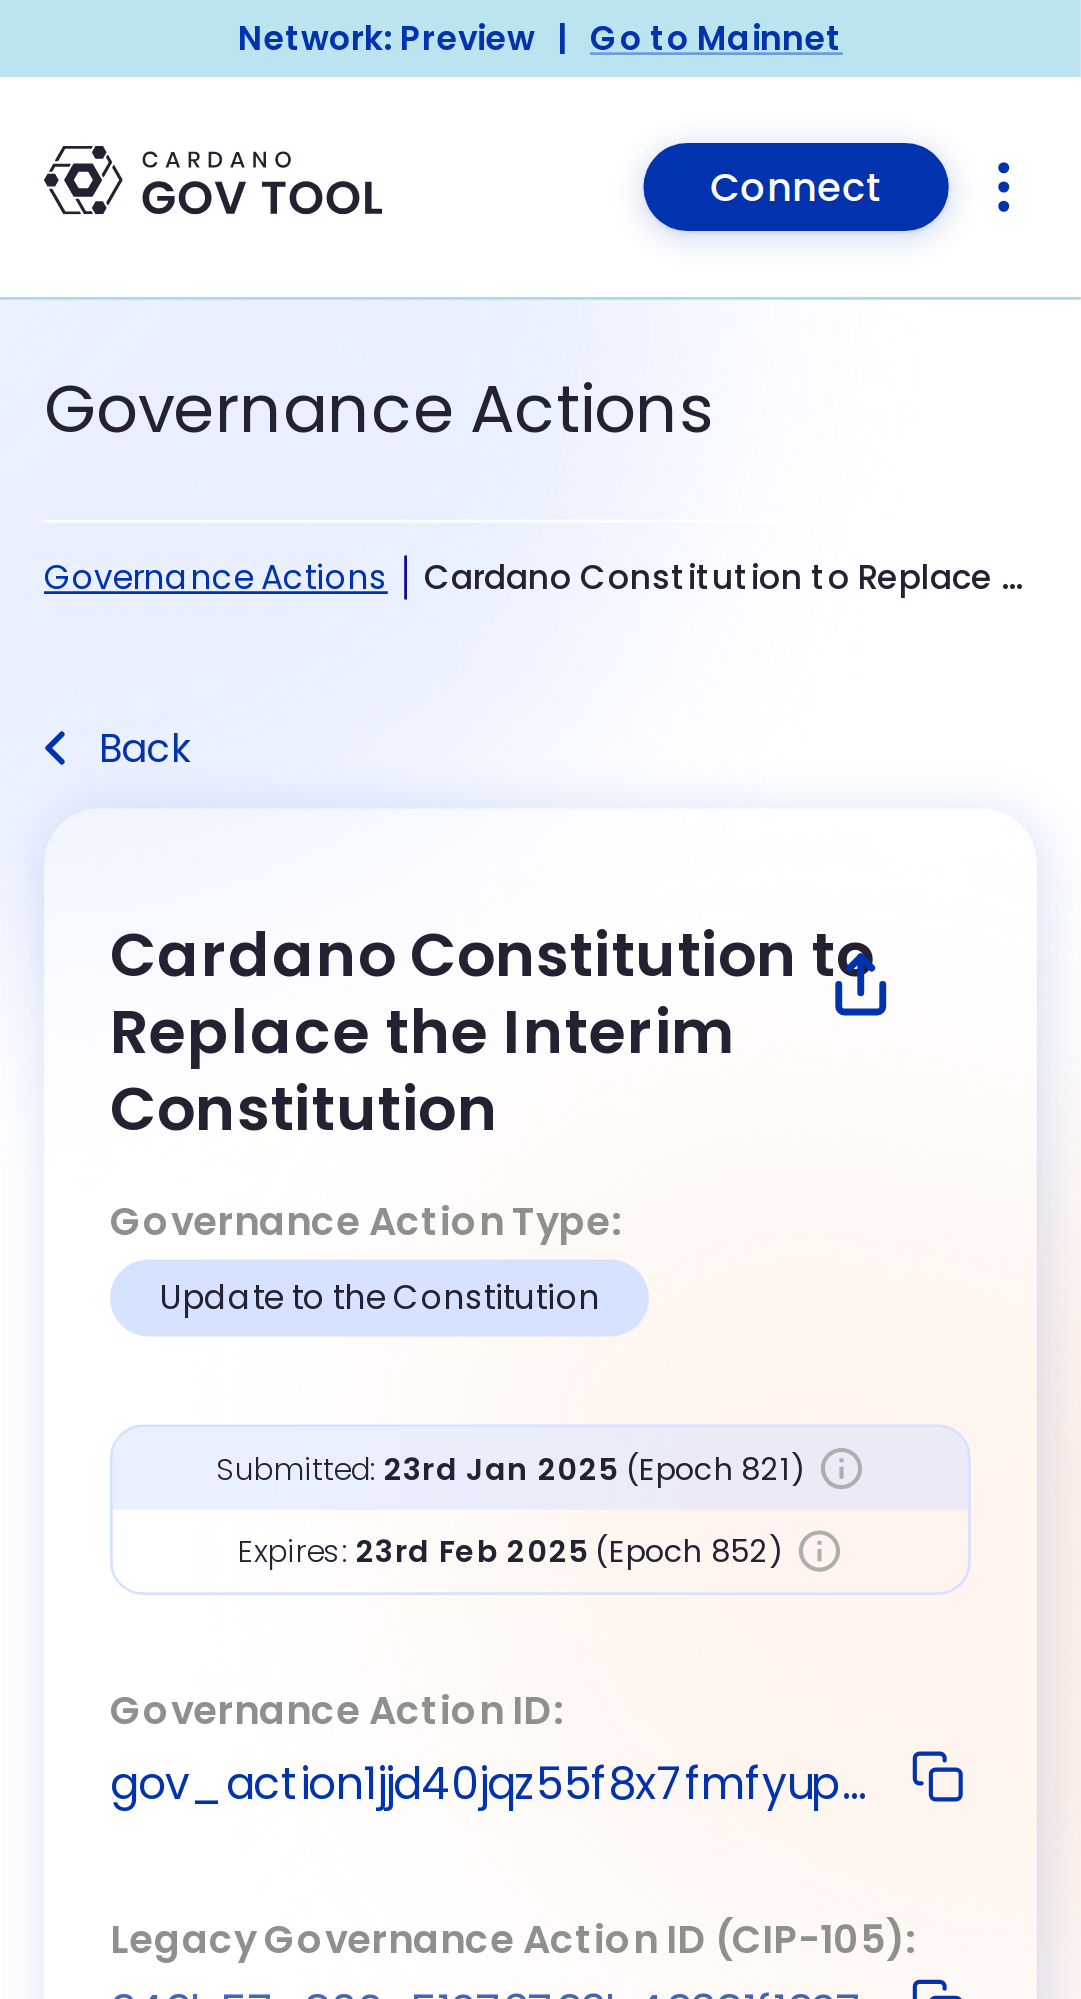 Network: Preview | Go to Mainnet
CARDANO
GOV TOOL
Connect
Governance Actions
Governance Actions | Cardano Constitution to Replace ...
Back
Cardano Constitution to
Replace the Interim
Constitution
Governance Action Type:
Update to the Constitution
Submitted: 23rd Jan 2025 (Epoch 821)
Expires: 23rd Feb 2025 (Epoch 852)
Governance Action ID:
gov_action1jjjd40jqz55f8x7fmfyup...
Legacy Governance Action ID (CIP-105):